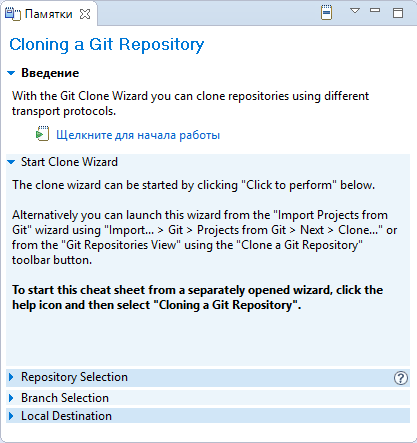 Памятки
Cloning a Git Repository
Введение
With the Git Clone Wizard you can clone repositories using different
transport protocols.
Щелкните для начала работы
Start Clone Wizard
The clone wizard can be started by clicking "Click to perform" below.
Alternatively you can launch this wizard from the "Import Projects from
Git" wizard using "Import... > Git > Projects from Git > Next > Clone..." or
from the "Git Repositories View" using the "Clone a Git Repository"
toolbar button.
To start this cheat sheet from a separately opened wizard, click the
help icon and then select "Cloning a Git Repository".
Repository Selection
Branch Selection
Local Destination